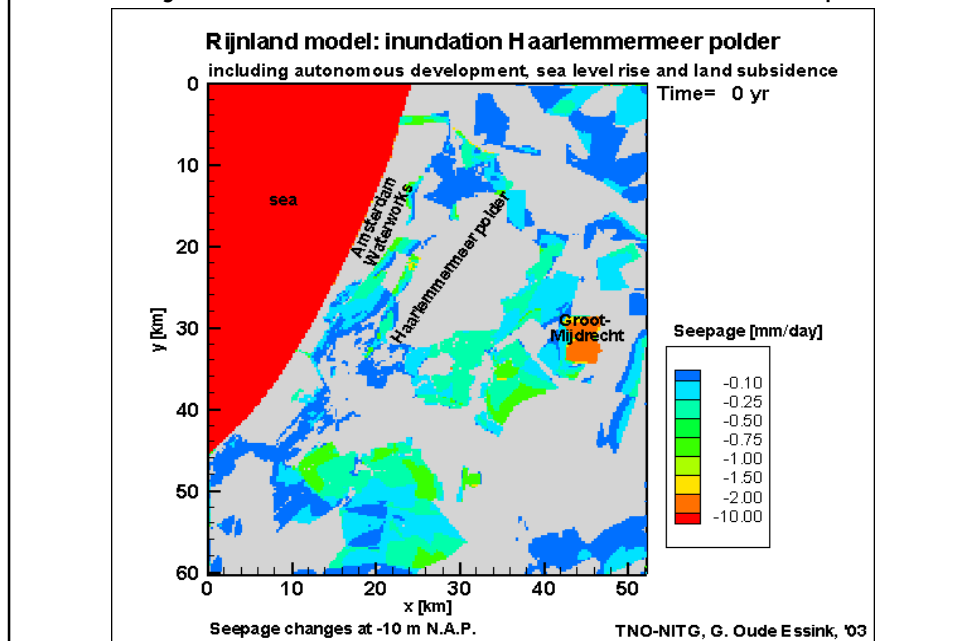 Rijnland model: inundation Haarlemmermeer polder
including autonomous development, sea level rise and land subsidence
Time= 0 yr
0
10
20
30
40
50
60
y [km]
sea
Amsterdam
Waterworks
Haarlemmermeer polder
Groot-
Mijdrecht
Seepage [mm/day]
-0.10
-0.25
-0.50
-0.75
-1.00
-1.50
-2.00
-10.00
0 10 20 30 40 50
x [km]
Seepage changes at -10 m N.A.P.
TNO-NITG, G. Oude Essink, '03